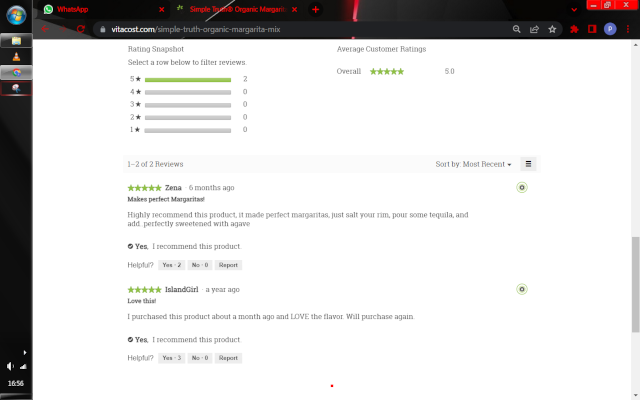 WhatsApp
Simple Truth® Organic Margari
vitacost.com/simple-truth-organic-margarita-mix
P
Rating Snapshot
Average Customer Ratings
Select a row below to filter reviews.
Overall ★★★★★ 5.0
5 ★ 2
4 ★ 0
3 ★ 0
2 ★ 0
1 ★ 0
1–2 of 2 Reviews
Sort by: Most Recent ▼
★★★★★ Zena · 6 months ago
Makes perfect Margaritas!
Highly recommend this product, it made perfect margaritas, just salt your rim, pour some tequila, and
add. perfectly sweetened with agave
Yes, I recommend this product.
Helpful? Yes · 2 No · 0 Report
★★★★★ IslandGirl · a year ago
Love this!
I purchased this product about a month ago and LOVE the flavor. Will purchase again.
Yes, I recommend this product.
Helpful? Yes · 3 No · 0 Report
16:56